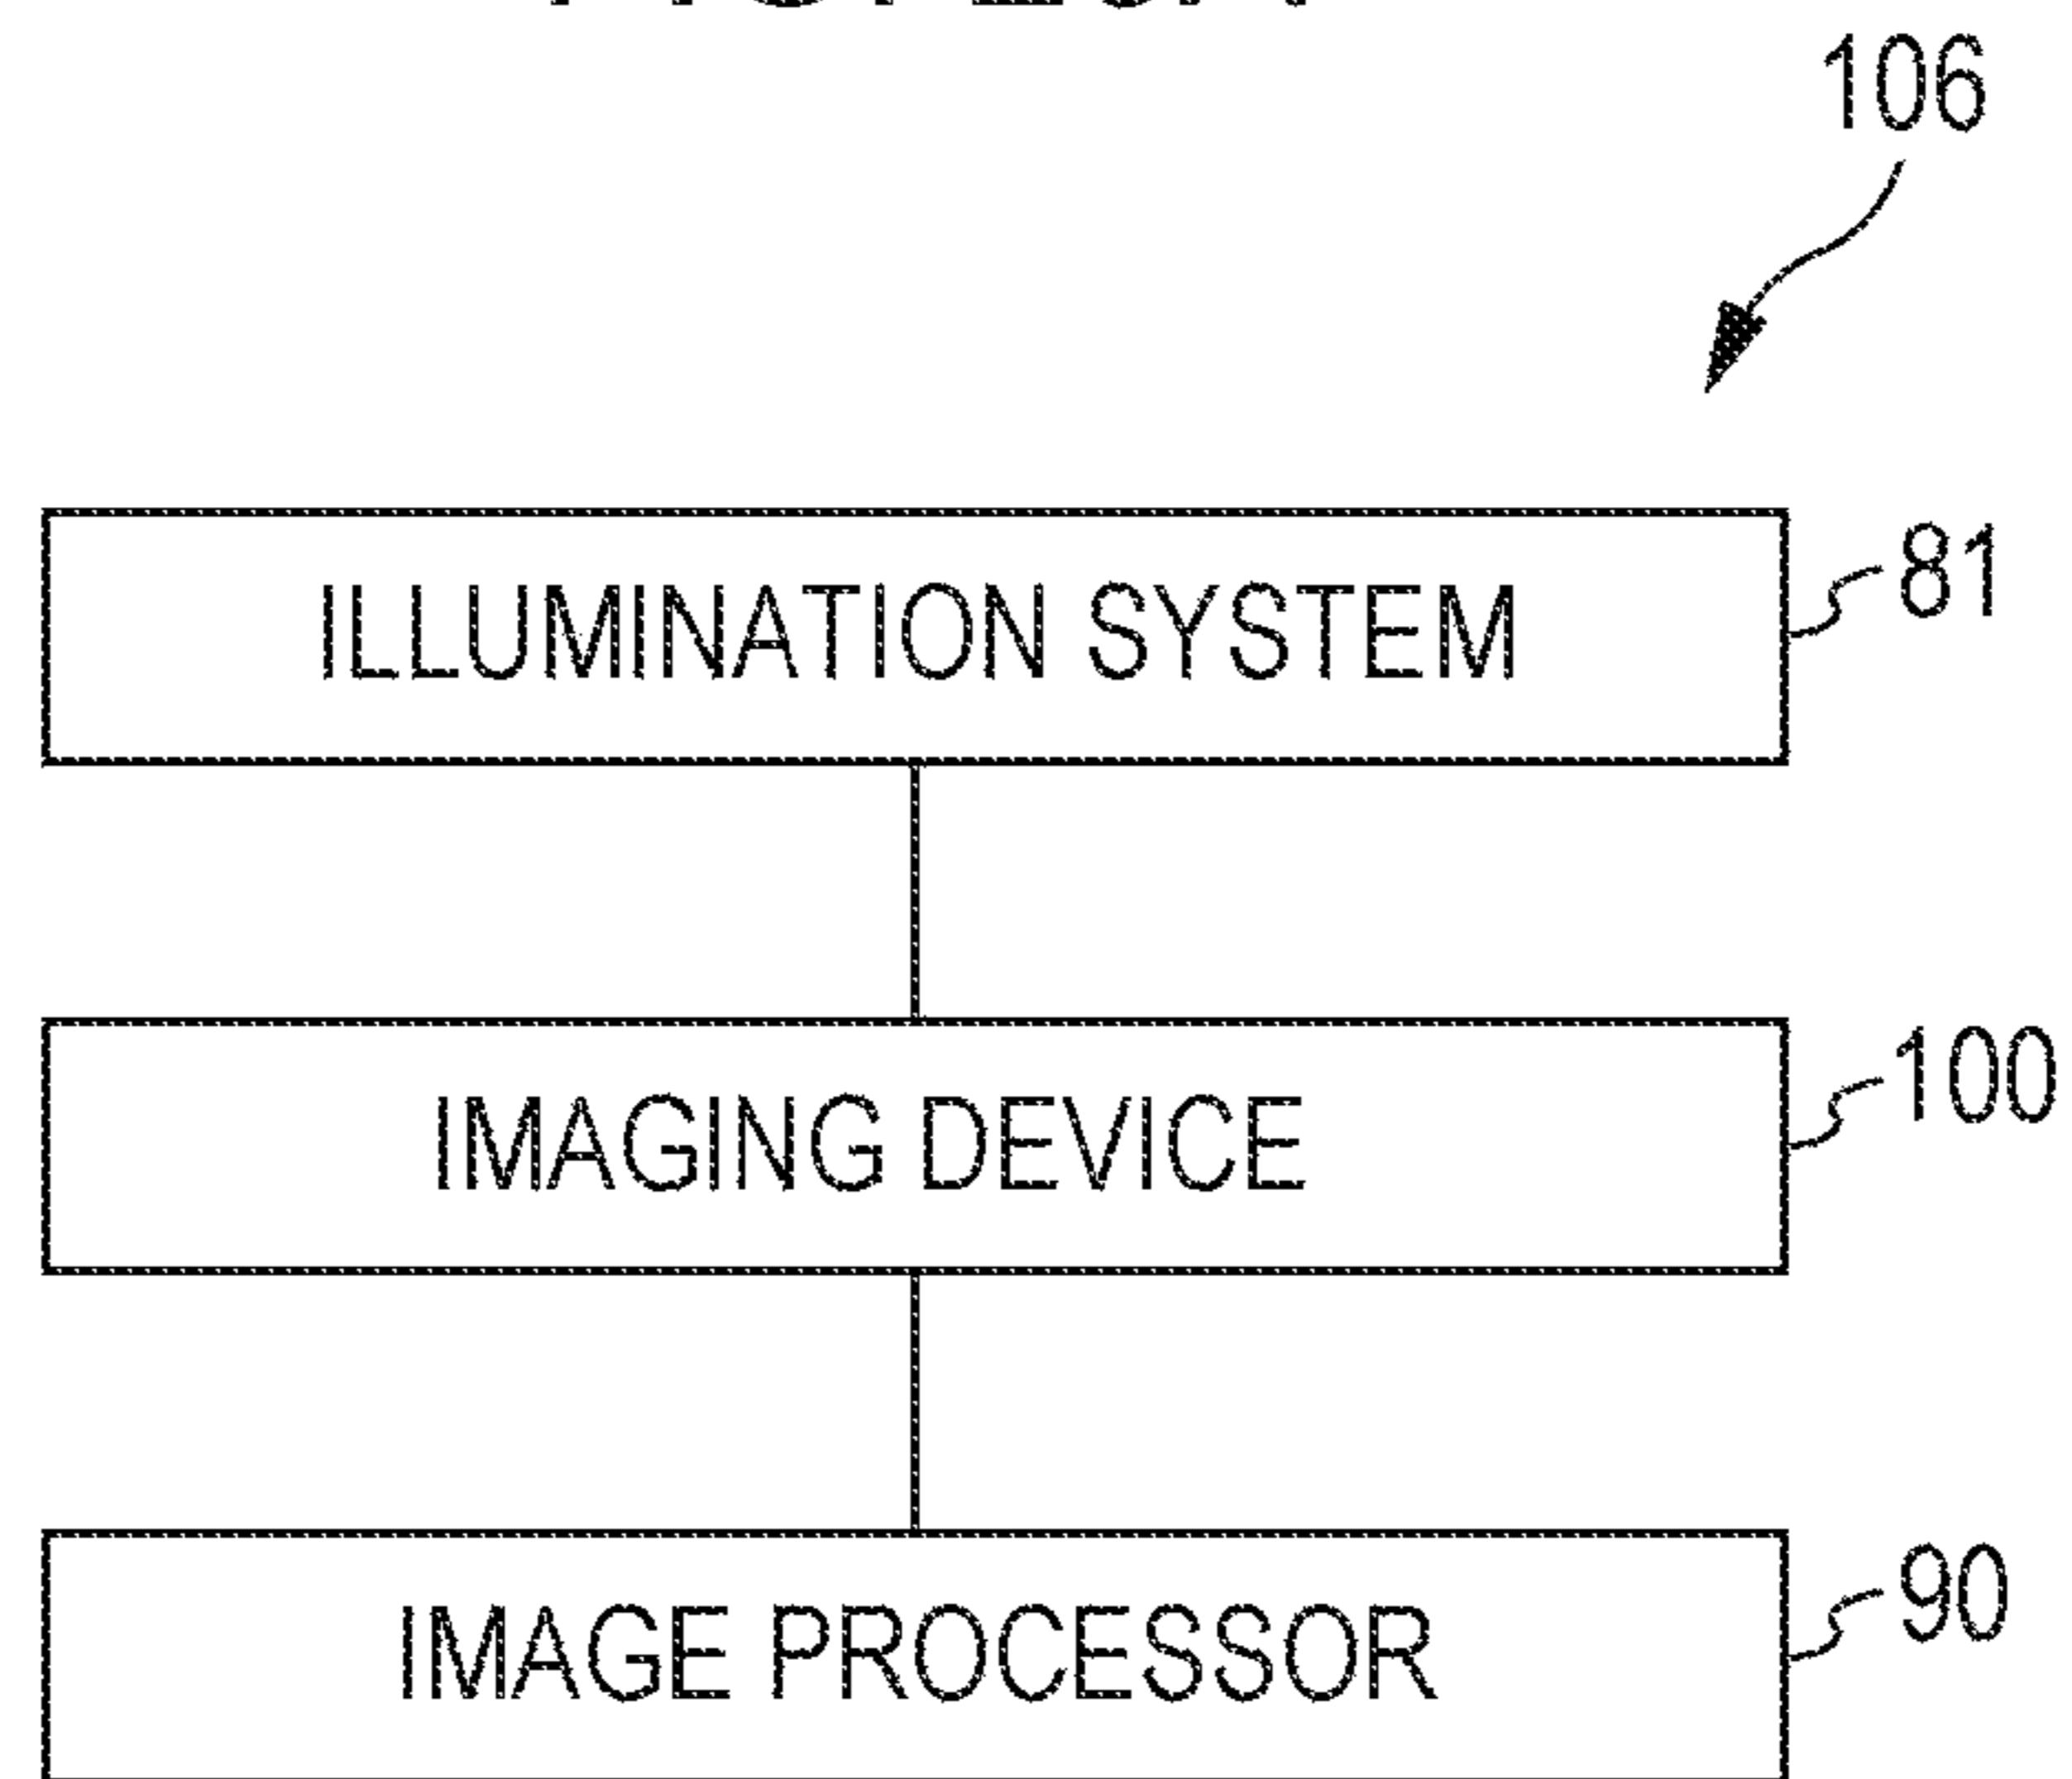 106
ILLUMINATION SYSTEM
81
IMAGING DEVICE
100
IMAGE PROCESSOR
90